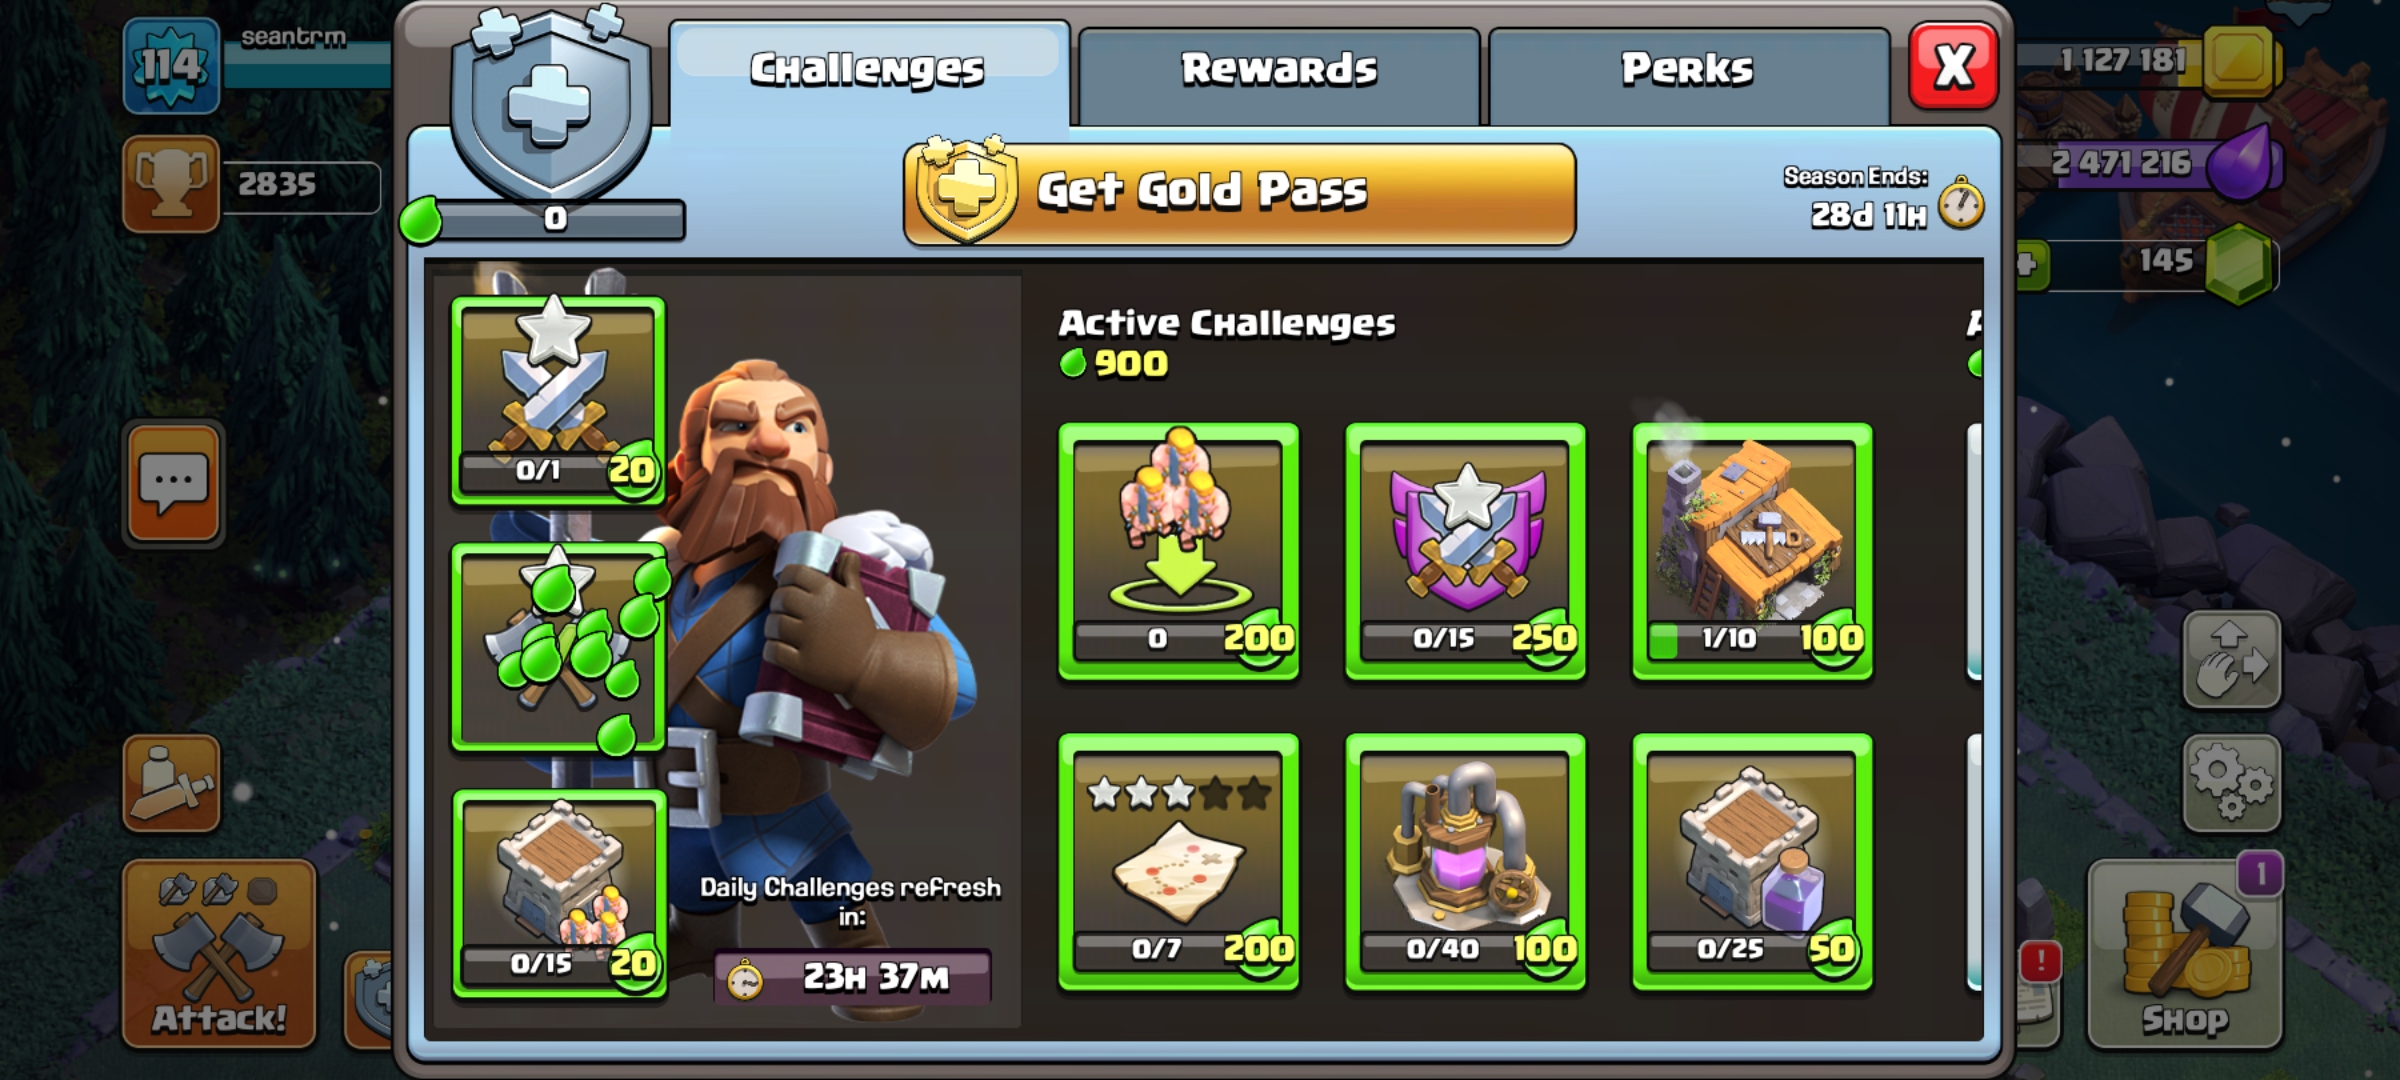 114
seantrm
2835
Challenges
Rewards
Perks
X
1 127 181
2 471 216
145
0
Get Gold Pass
Season Ends:
28d 11H
Active Challenges
900
0/1
20
0/15
20
Daily Challenges refresh
in:
23H 37M
0
200
0/15
250
1/10
100
0/7
200
0/40
100
0/25
50
Attack!
!
1
Shop